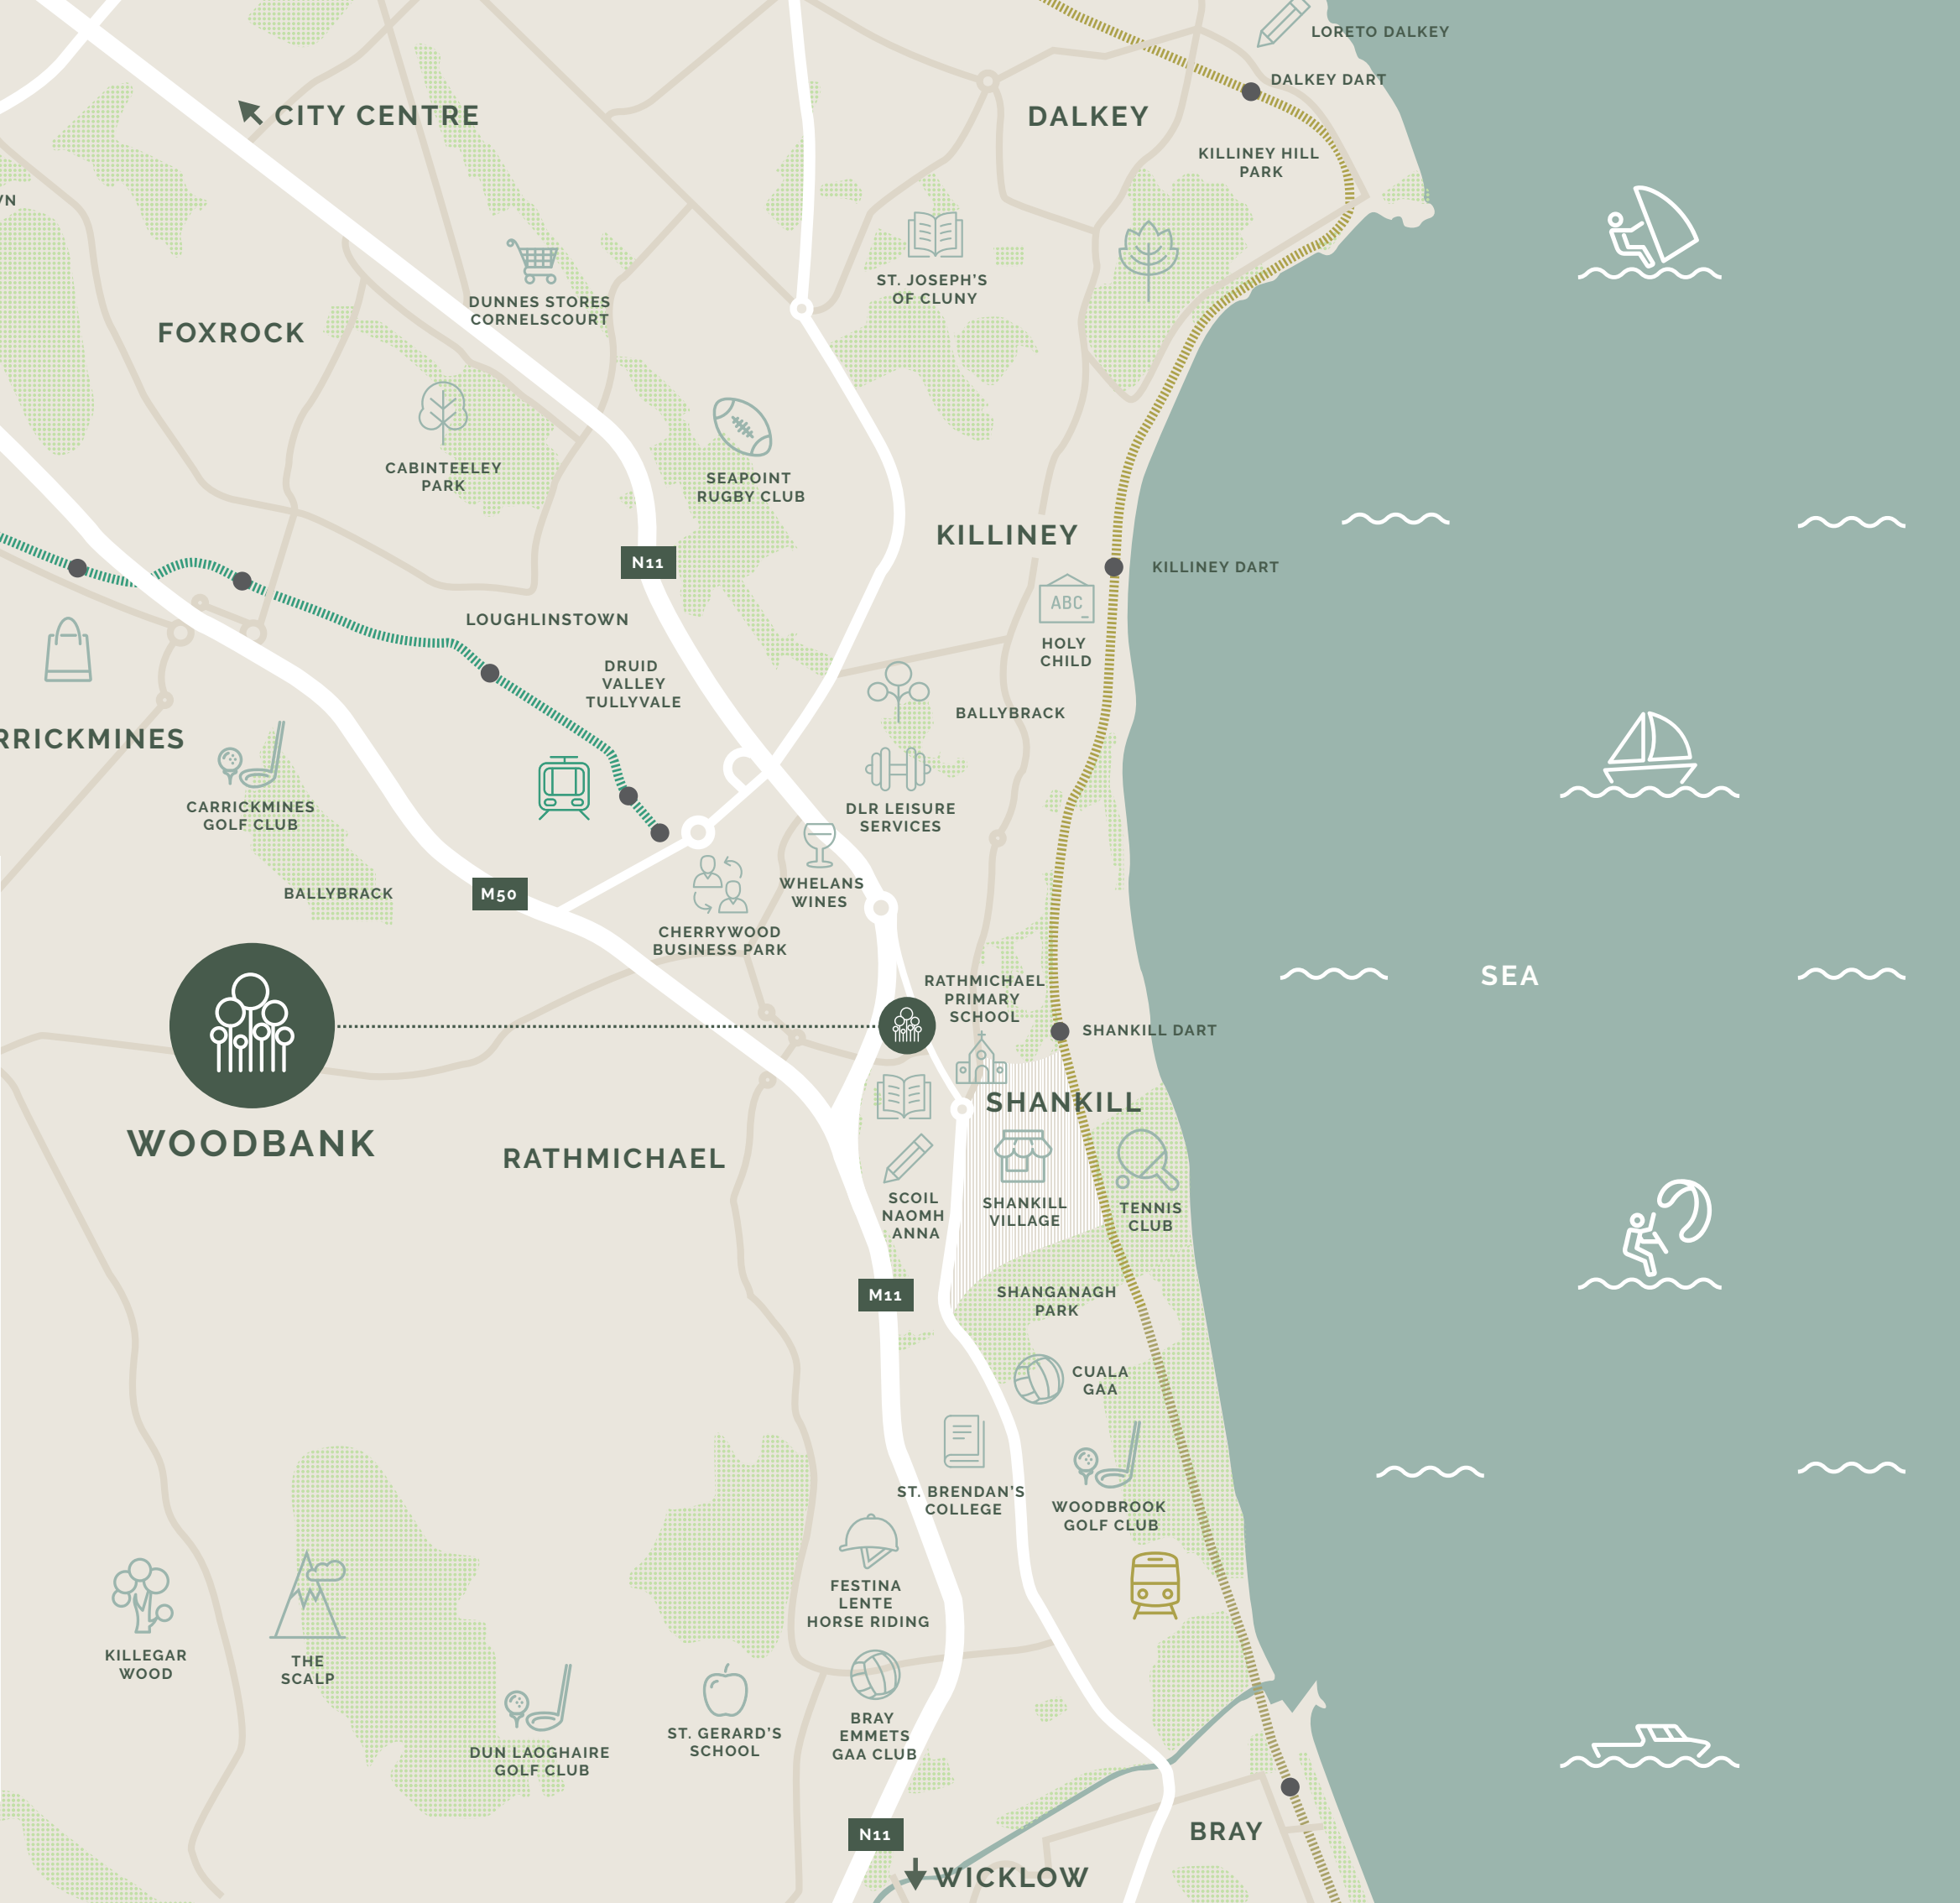 LORETO DALKEY
DALKEY DART
CITY CENTRE
DALKEY
KILLINEY HILL
PARK
VN
ST. JOSEPH'S
OF CLUNY
DUNNES STORES
CORNELSCOURT
FOXROCK
CABINTEELEY
PARK
SEAPOINT
RUGBY CLUB
KILLINEY
N11
KILLINEY DART
ABC
HOLY
CHILD
LOUGHLINSTOWN
DRUID
VALLEY
TULLYVALE
BALLYBRACK
RRICKMINES
CARRICKMINES
GOLF CLUB
DLR LEISURE
SERVICES
BALLYBRACK
M50
WHELANS
WINES
CHERRYWOOD
BUSINESS PARK
SEA
RATHMICHAEL
PRIMARY
SCHOOL
SHANKILL DART
SHANKILL
WOODBANK
RATHMICHAEL
SCOIL
NAOMH
ANNA
SHANKILL
VILLAGE
TENNIS
CLUB
M11
SHANGANAGH
PARK
CUALA
GAA
ST. BRENDAN'S
COLLEGE
WOODBROOK
GOLF CLUB
FESTINA
LENTE
HORSE RIDING
KILLEGAR
WOOD
THE
SCALP
DUN LAOGHAIRE
GOLF CLUB
ST. GERARD'S
SCHOOL
BRAY
EMMETS
GAA CLUB
N11
BRAY
WICKLOW